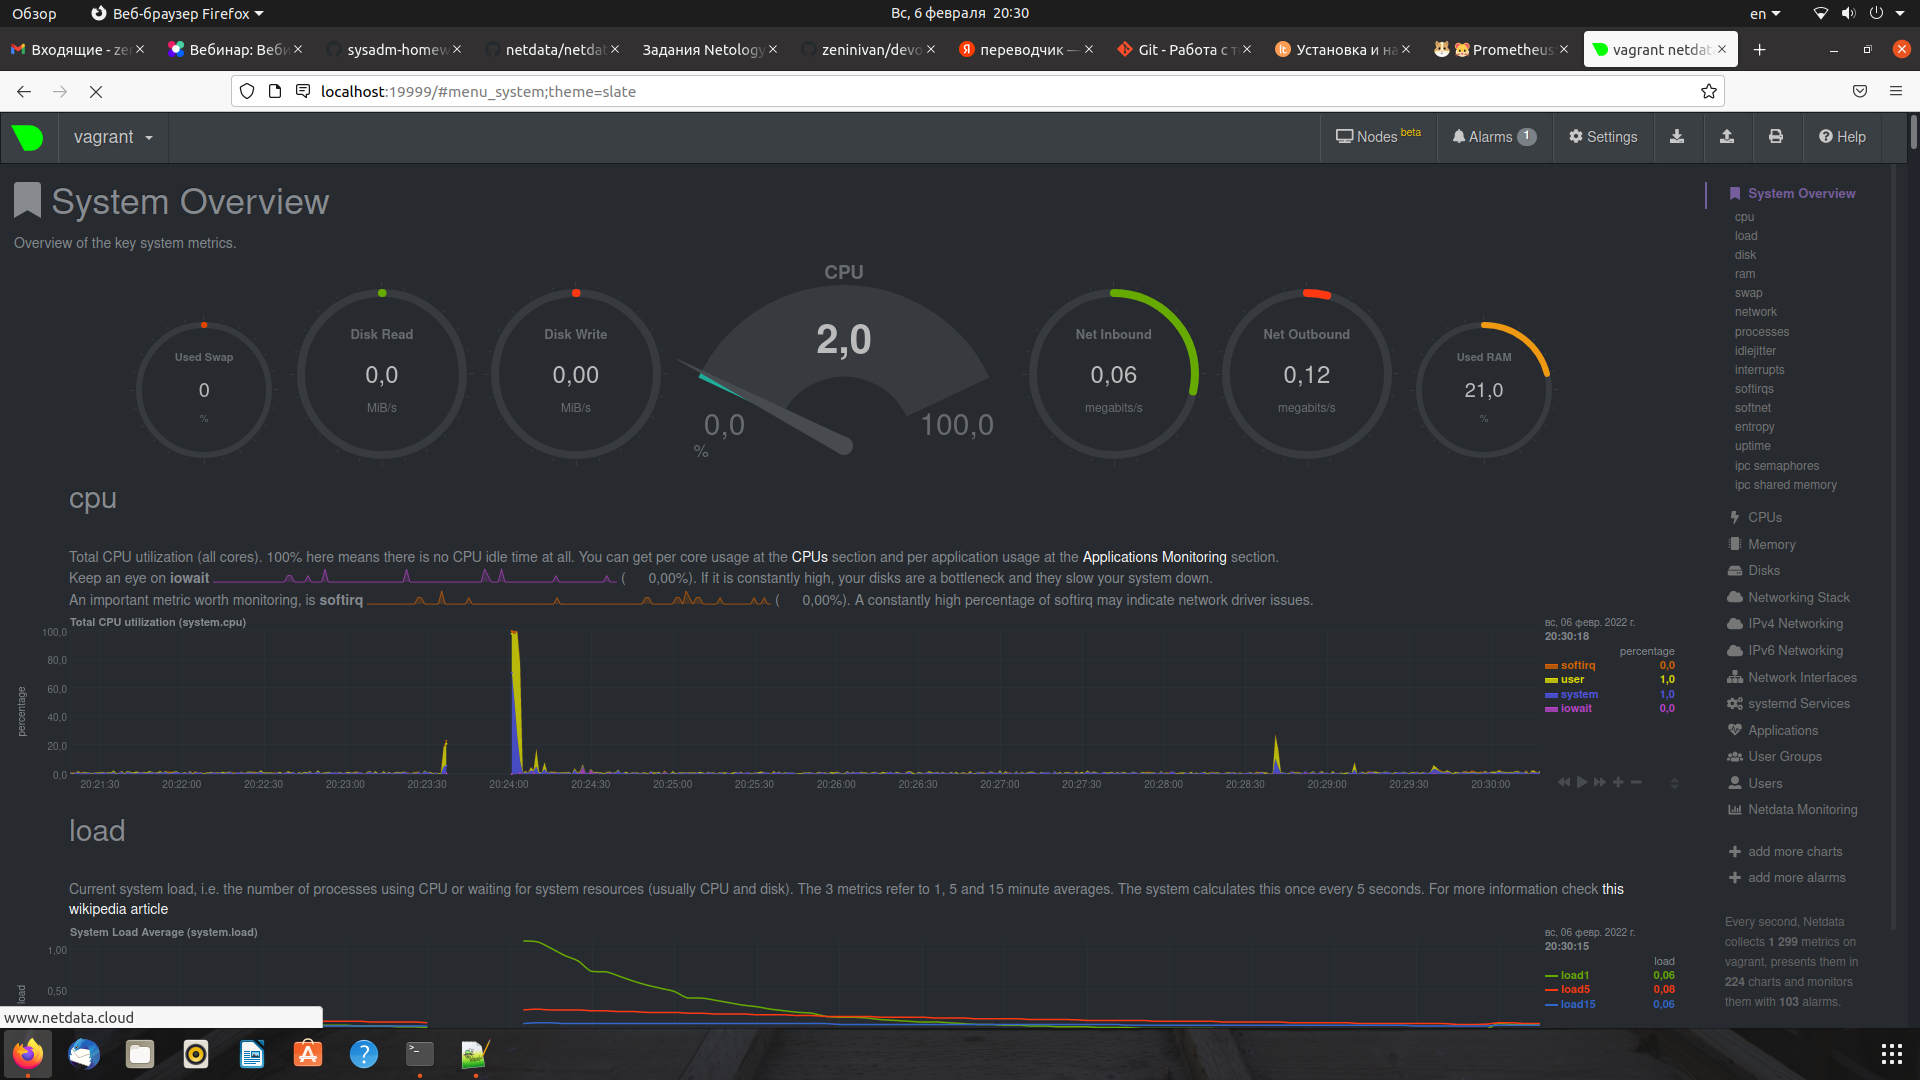 Обзор
Веб-браузер Firefox
Вс, 6 февраля 20:30
en
Входящие - zen
Вебинар: Веби
sysadm-homew
netdata/netdat
Задания Netology
zeninivan/devo
переводчик —
Git - Работа с т
Установка и на
Prometheus
vagrant netdat
localhost:19999/#menu_system;theme=slate
vagrant
Nodes beta
Alarms 1
Settings
Help
System Overview
Overview of the key system metrics.
Used Swap
0
%
Disk Read
0,0
MiB/s
Disk Write
0,00
MiB/s
CPU
2,0
0,0
100,0
%
Net Inbound
0,06
megabits/s
Net Outbound
0,12
megabits/s
Used RAM
21,0
%
cpu
Total CPU utilization (all cores). 100% here means there is no CPU idle time at all. You can get per core usage at the CPUs section and per application usage at the Applications Monitoring section.
Keep an eye on iowait ( 0,00%). If it is constantly high, your disks are a bottleneck and they slow your system down.
An important metric worth monitoring, is softirq ( 0,00%). A constantly high percentage of softirq may indicate network driver issues.
Total CPU utilization (system.cpu)
percentage
100,0
80,0
60,0
40,0
20,0
0,0
20:21:30 20:22:00 20:22:30 20:23:00 20:23:30 20:24:00 20:24:30 20:25:00 20:25:30 20:26:00 20:26:30 20:27:00 20:27:30 20:28:00 20:28:30 20:29:00 20:29:30 20:30:00
вс, 06 февр. 2022 г.
20:30:18
percentage
softirq 0,0
user 1,0
system 1,0
iowait 0,0
load
Current system load, i.e. the number of processes using CPU or waiting for system resources (usually CPU and disk). The 3 metrics refer to 1, 5 and 15 minute averages. The system calculates this once every 5 seconds. For more information check this
wikipedia article
System Load Average (system.load)
load
1,00
0,50
вс, 06 февр. 2022 г.
20:30:15
load
load1 0,06
load5 0,08
load15 0,06
System Overview
cpu
load
disk
ram
swap
network
processes
idlejitter
interrupts
softirqs
softnet
entropy
uptime
ipc semaphores
ipc shared memory
CPUs
Memory
Disks
Networking Stack
IPv4 Networking
IPv6 Networking
Network Interfaces
systemd Services
Applications
User Groups
Users
Netdata Monitoring
add more charts
add more alarms
Every second, Netdata
collects 1 299 metrics on
vagrant, presents them in
224 charts and monitors
them with 103 alarms.
www.netdata.cloud